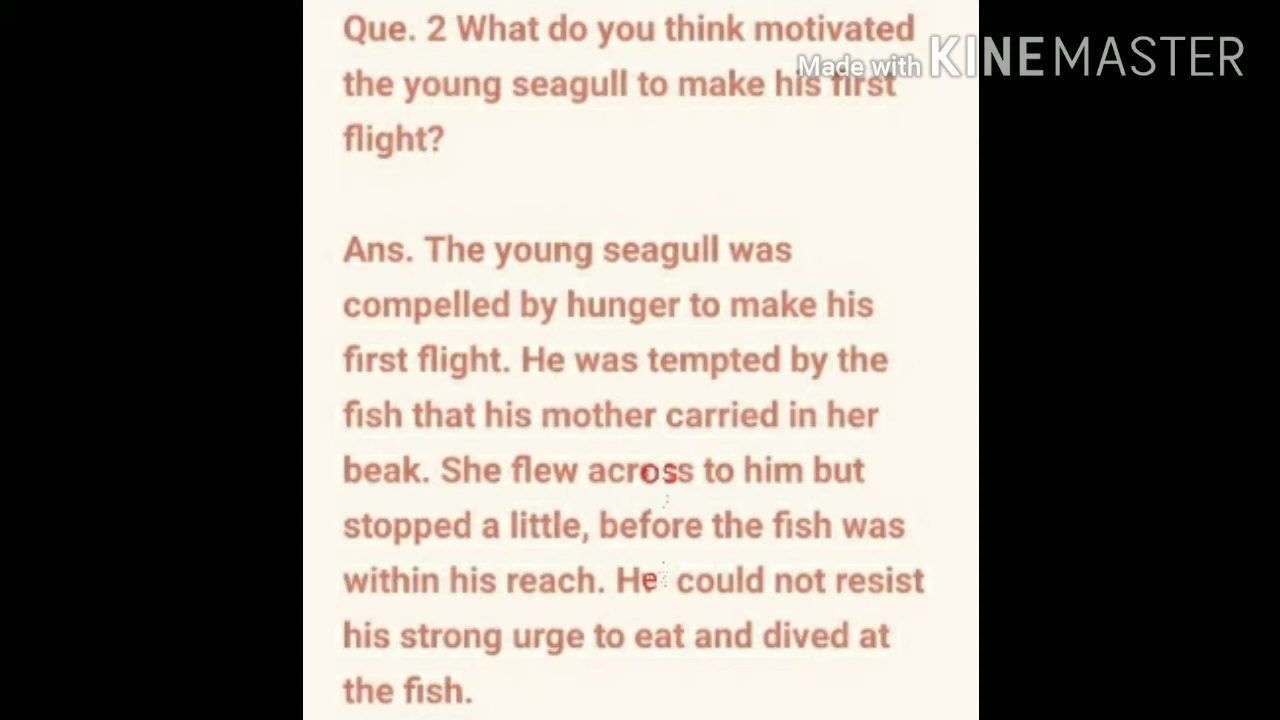 Que. 2 What do you think motivated
the young seagull to make his first
flight?
Made with KINEMASTER
Ans. The young seagull was
compelled by hunger to make his
first flight. He was tempted by the
fish that his mother carried in her
beak. She flew across to him but
stopped a little, before the fish was
within his reach. He could not resist
his strong urge to eat and dived at
the fish.